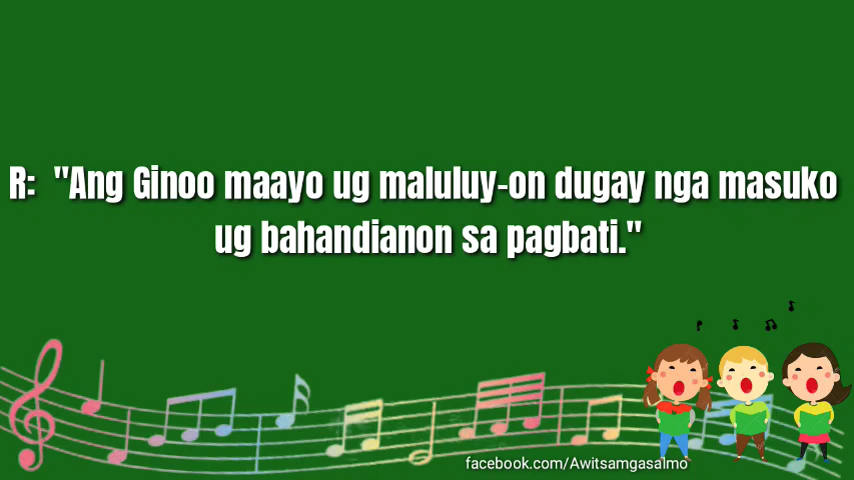 R: "Ang Ginoo maayo ug maluluy-on dugay nga masuko
ug bahandianon sa pagbati."
facebook.com/Awitsamgasalmo